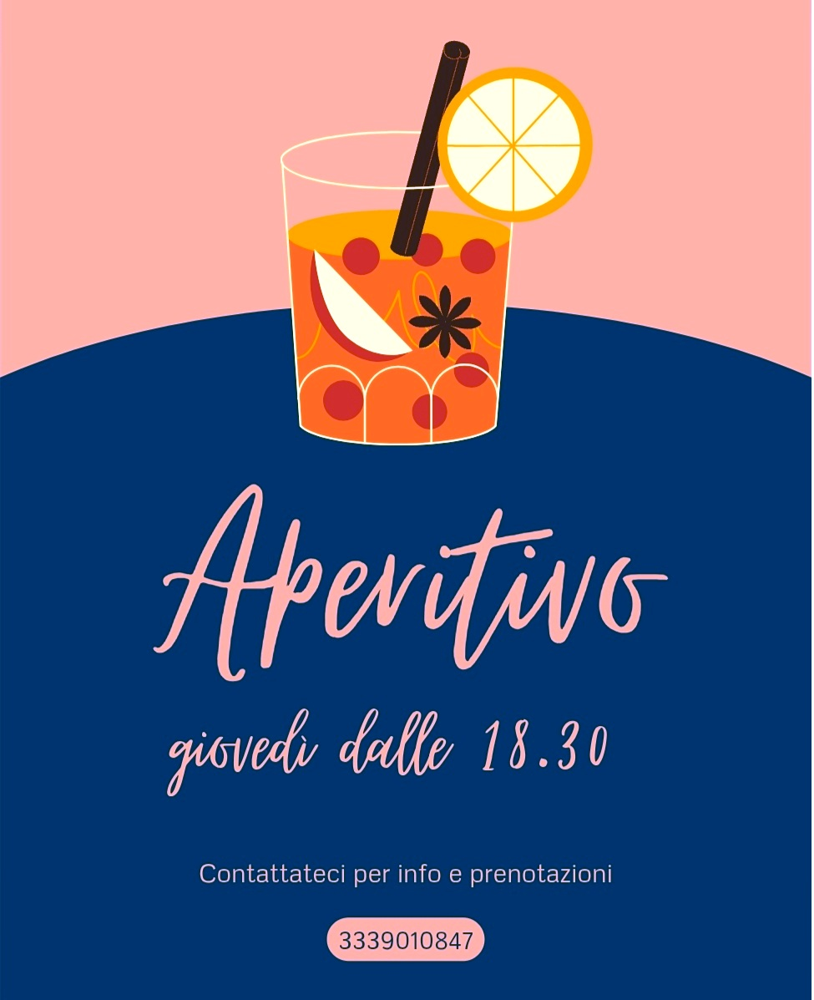 Aperitivo
giovedì dalle 18.30
Contattateci per info e prenotazioni
3339010847